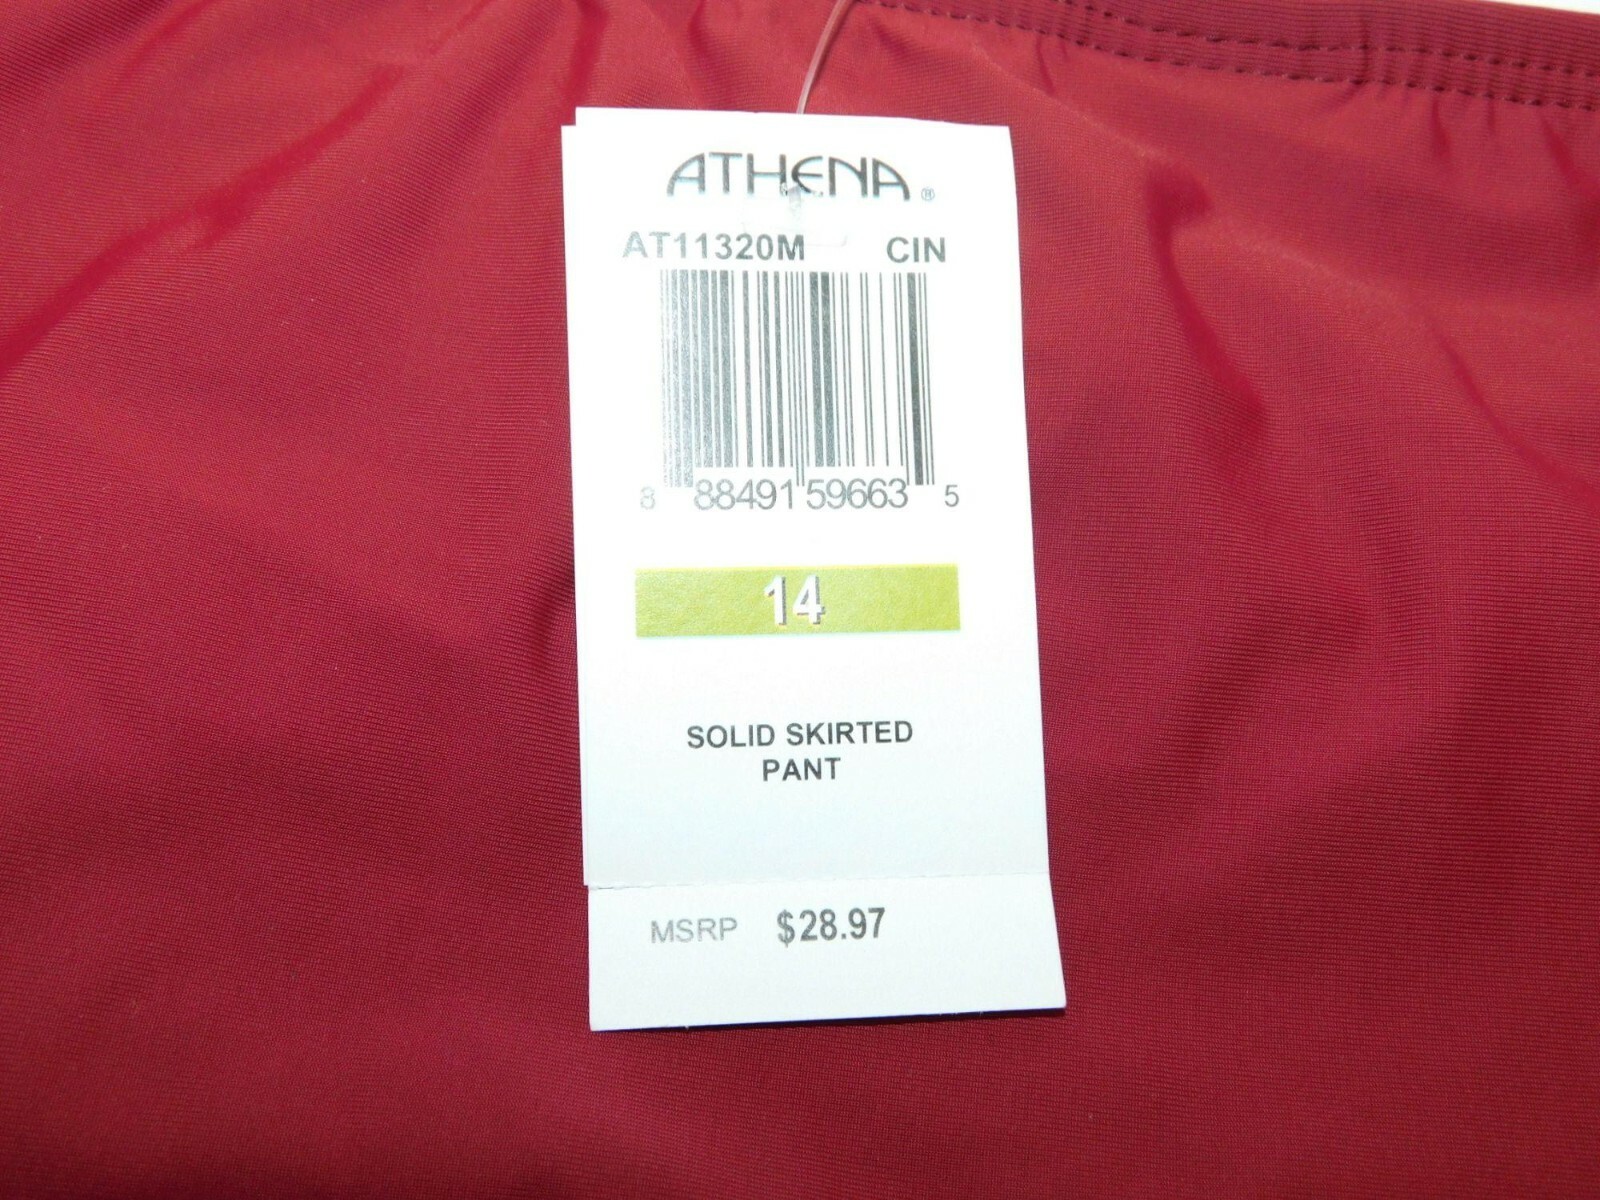 ATHENA®
AT11320M CIN
8 88491 59663 5
14
SOLID SKIRTED
PANT
MSRP $28.97